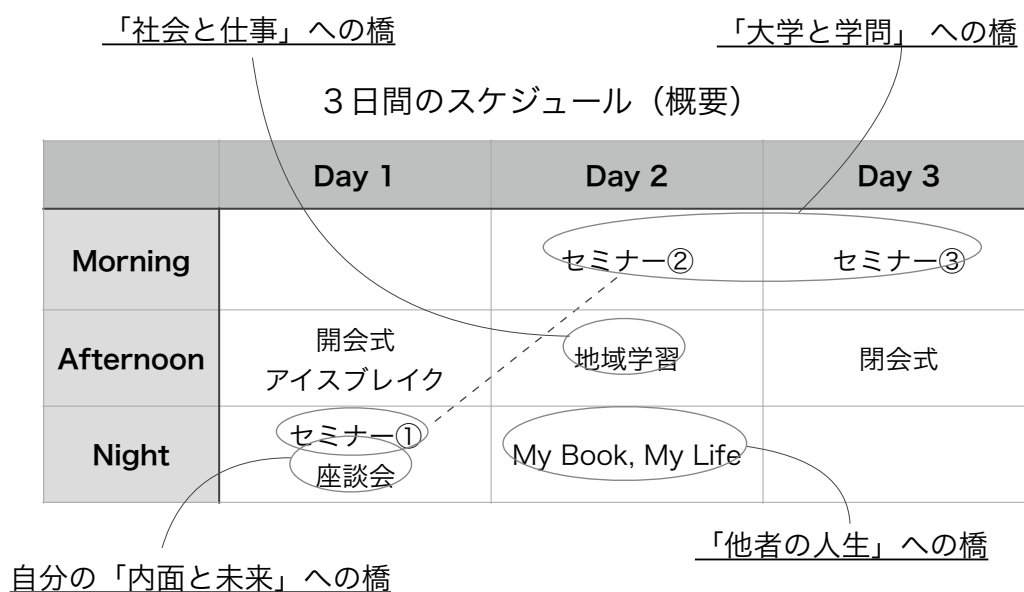 「社会と仕事」への橋
「大学と学問」 への橋
３日間のスケジュール（概要）
Day 1
Day 2
Day 3
Morning
セミナー②
セミナー③
Afternoon
開会式
アイスブレイク
地域学習
閉会式
Night
セミナー①
座談会
My Book, My Life
「他者の人生」への橋
自分の「内面と未来」への橋